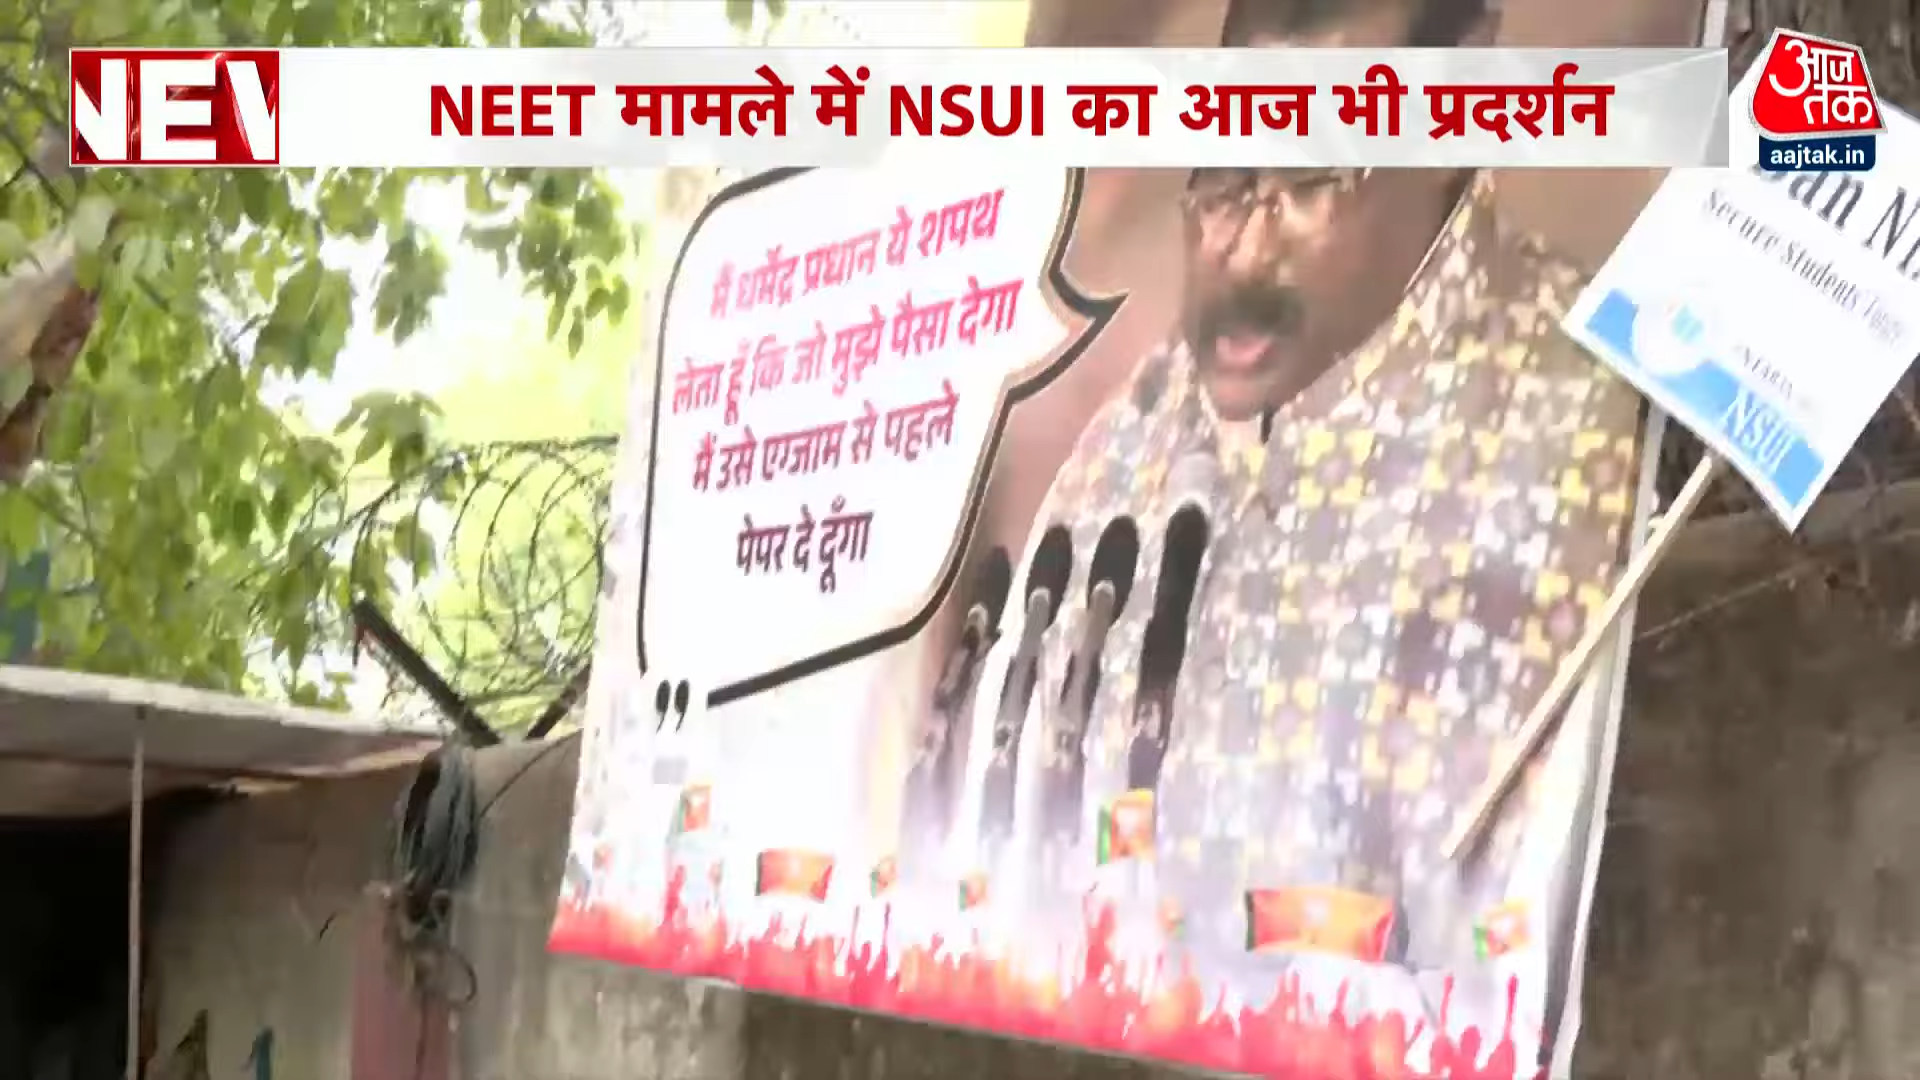 NEW
NEET मामले में NSUI का आज भी प्रदर्शन
आज
तक
aajtak.in
मैं धर्मेंद्र प्रधान ये शपथ
लेता हूँ कि जो मुझे पैसा देगा
मैं उसे एग्जाम से पहले
पेपर दे दूँगा
”
Ban
Secure Students
NSUI